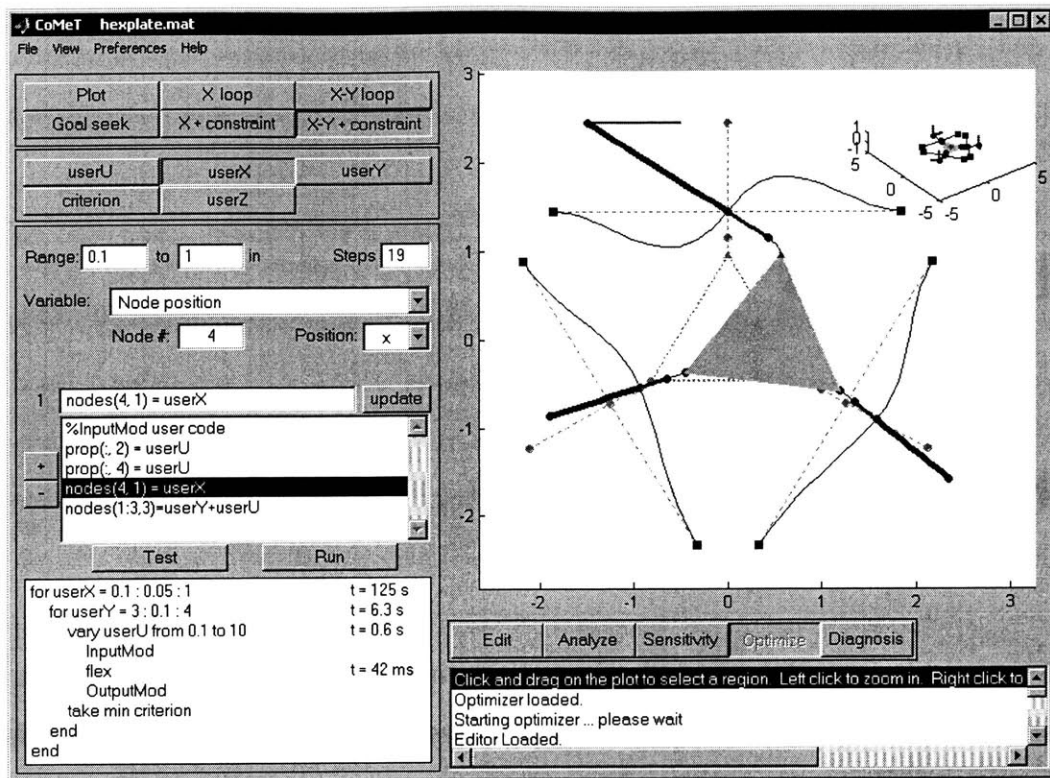 CoMeT hexplate.mat
File View Preferences Help
Plot X loop X-Y loop
Goal seek X + constraint X-Y + constraint
userU userX userY
criterion userZ
Range: 0.1 to 1 in Steps 19
Variable: Node position
Node #: 4 Position: x
1 nodes(4, 1) = userX update
%InputMod user code
prop(:, 2) = userU
prop(:, 4) = userU
nodes(4, 1) = userX
nodes(1:3,3)=userY+userU
+
-
Test Run
for userX = 0.1 : 0.05 : 1 t = 125 s
for userY = 3 : 0.1 : 4 t = 6.3 s
vary userU from 0.1 to 10 t = 0.6 s
InputMod
flex t = 42 ms
OutputMod
take min criterion
end
end
3
2
1
0
-1
-2
-2 -1 0 1 2 3
1
0
-1
5
0
-5 -5
0
5
Edit Analyze Sensitivity Optimize Diagnosis
Click and drag on the plot to select a region. Left click to zoom in. Right click to
Optimizer loaded.
Starting optimizer ... please wait
Editor Loaded.